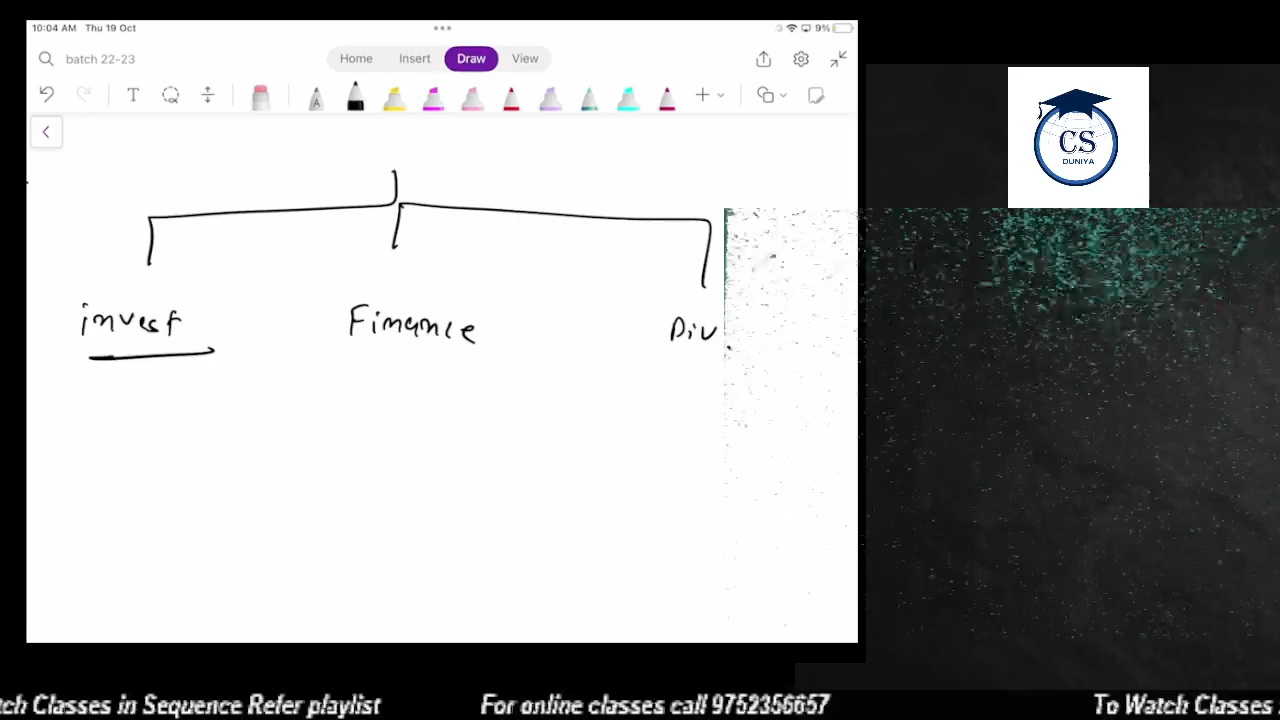 10:04 AM Thu 19 Oct
9%
batch 22-23
Home Insert Draw View
T
A
CS
DUNIYA
invest Finance Div.
tch Classes in Sequence Refer playlist For online classes call 9752356657 To Watch Classes